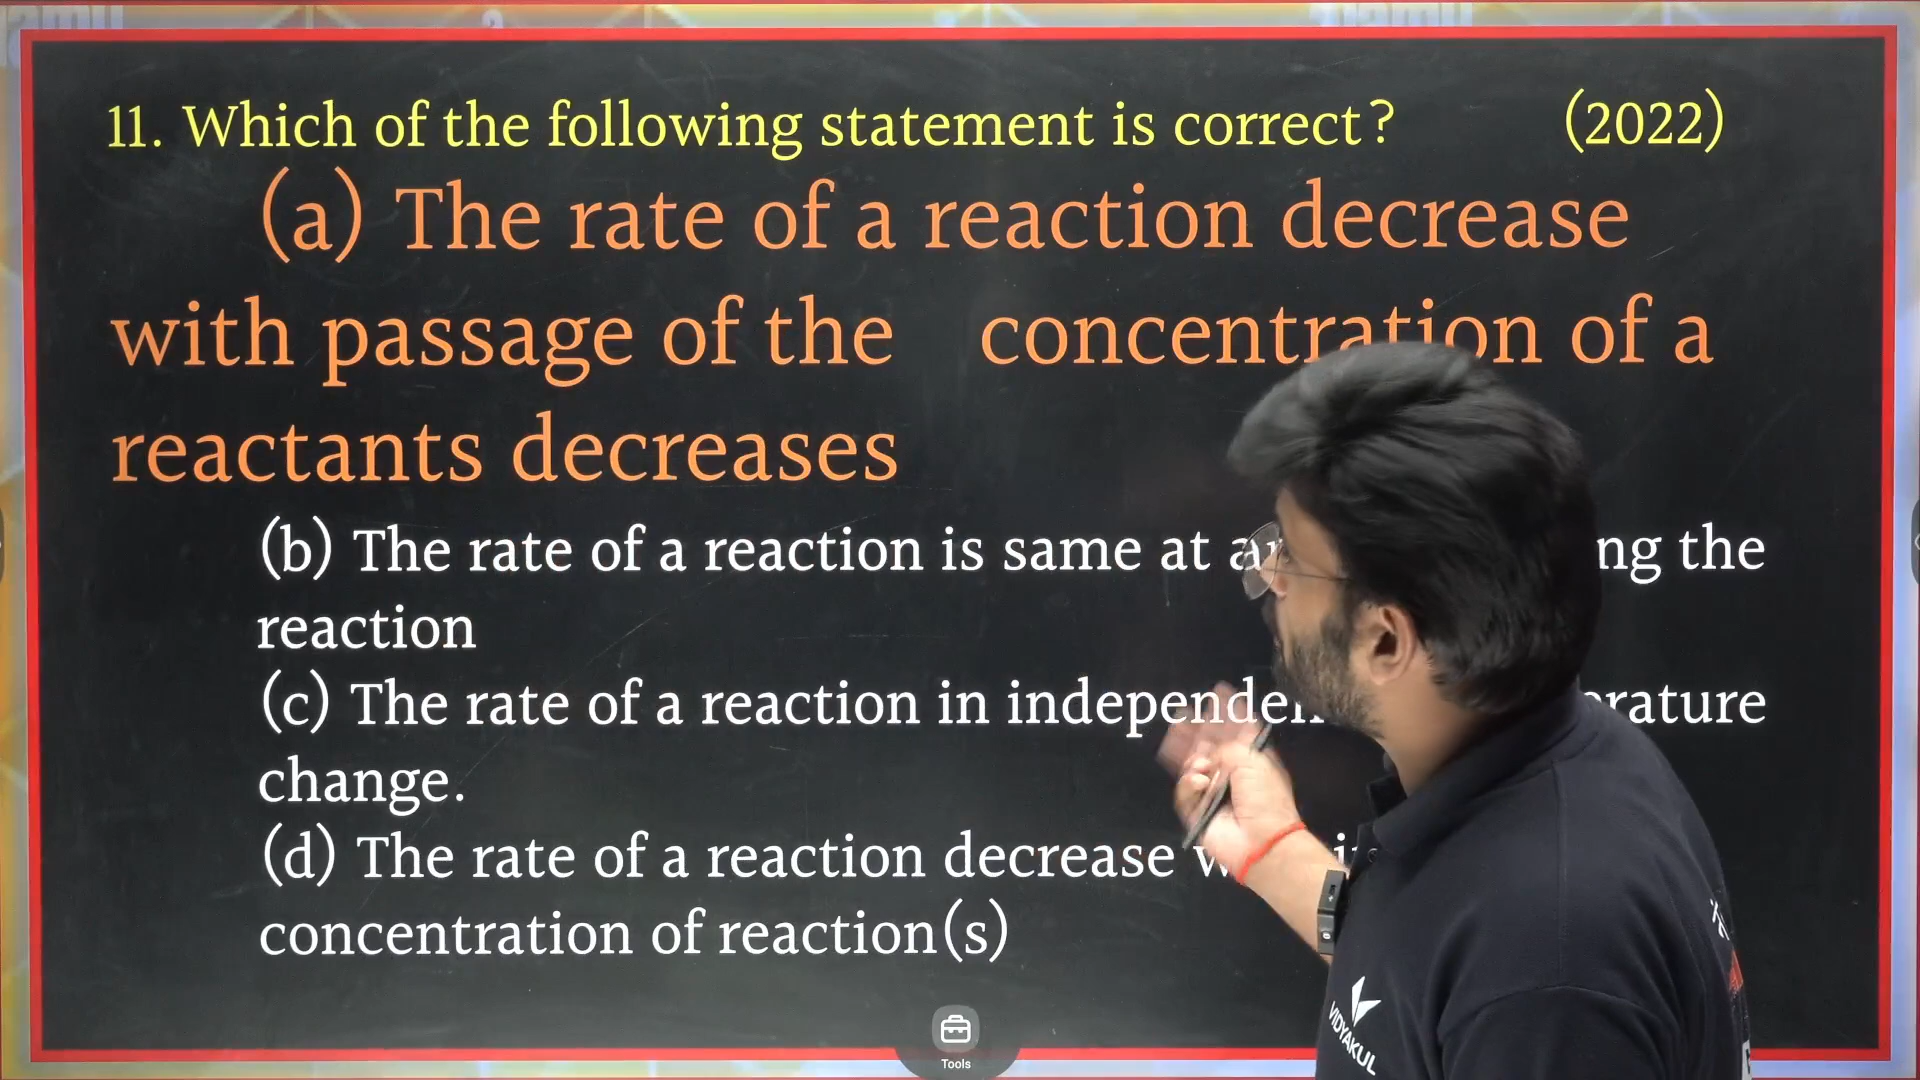 11. Which of the following statement is correct? (2022)
(a) The rate of a reaction decrease
with passage of the concentration of a
reactants decreases
(b) The rate of a reaction is same at ng the
reaction
(c) The rate of a reaction in erature
change.
(d) The rate of a reaction decrease
concentration of reaction(s)
Tools
VIDYAKUL